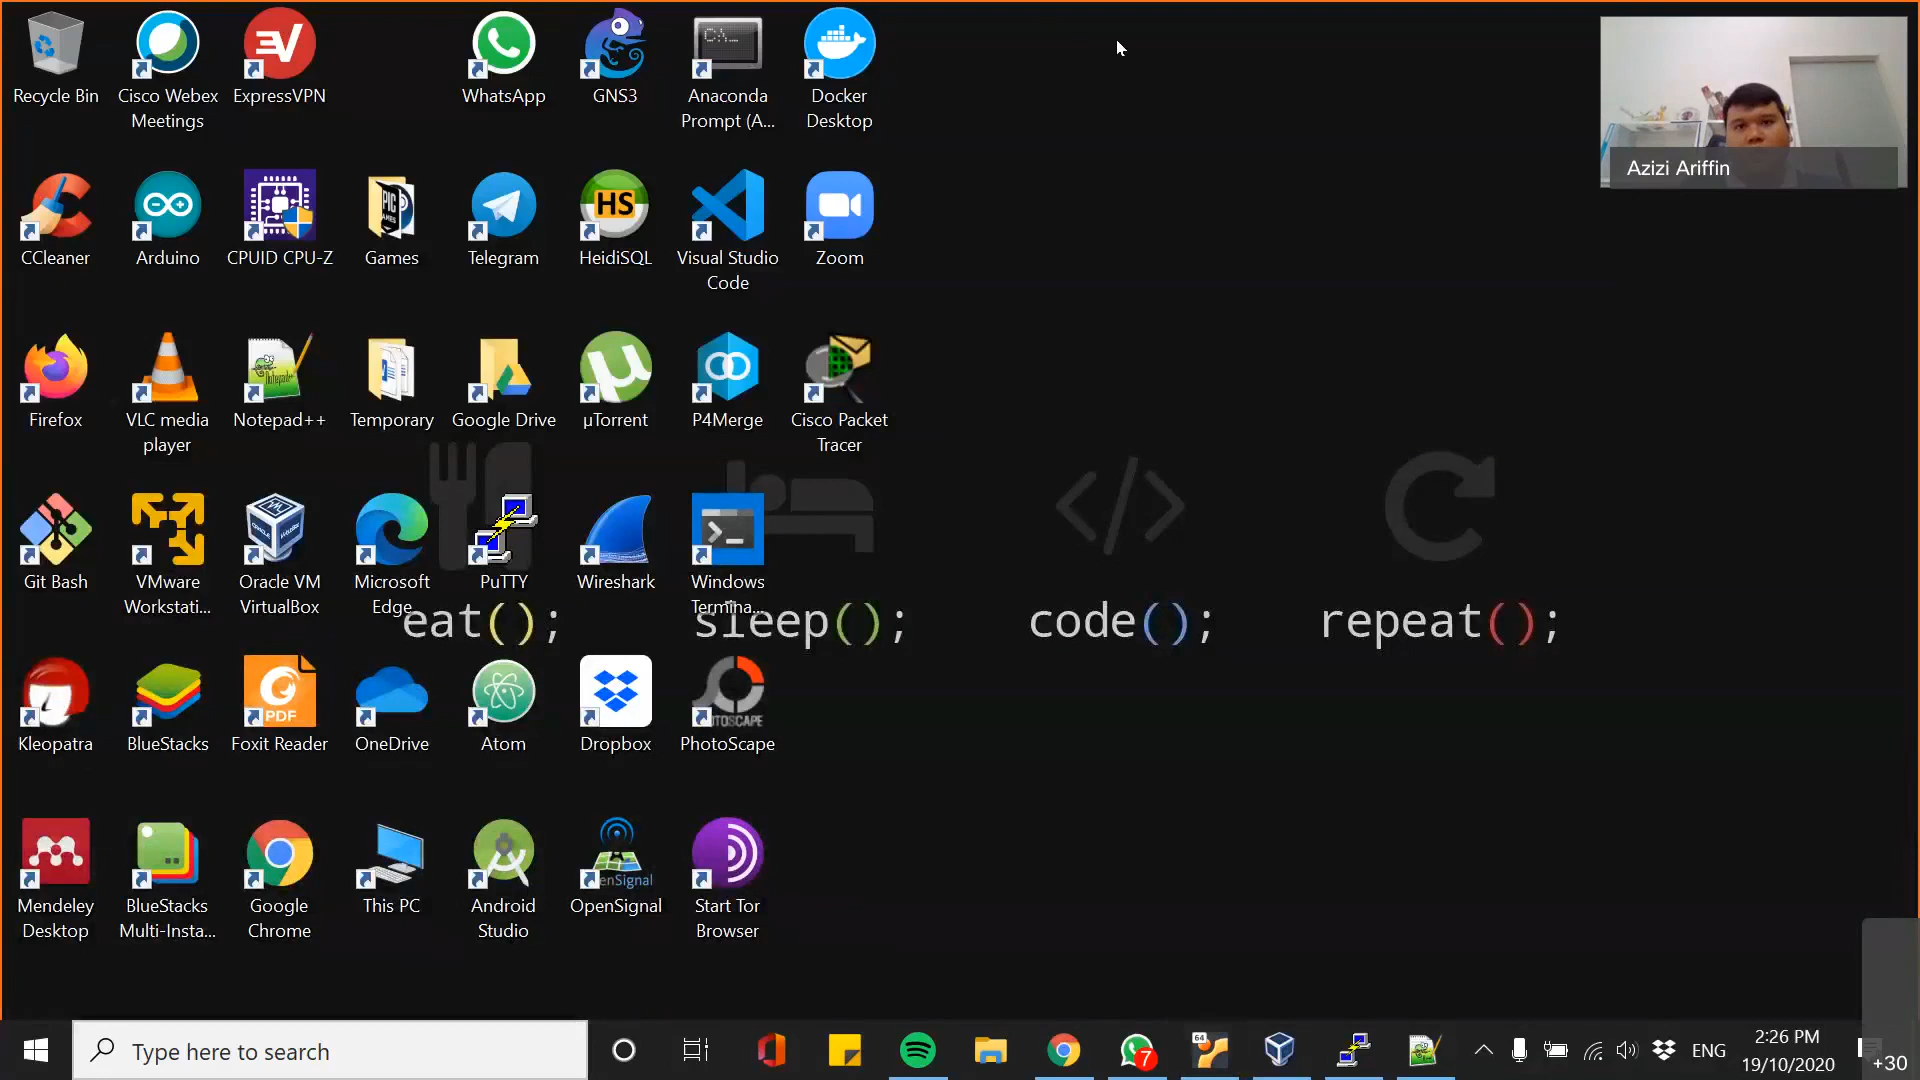 Recycle Bin
Cisco Webex
Meetings
ExpressVPN
WhatsApp
GNS3
C:\._
Anaconda
Prompt (A...
Docker
Desktop
Azizi Ariffin
CCleaner
Arduino
CPUID CPU-Z
Games
Telegram
HS
HeidiSQL
Visual Studio
Code
Zoom
Firefox
VLC media
player
Notepad++
Temporary
Google Drive
µTorrent
P4Merge
Cisco Packet
Tracer
Git Bash
VMware
Workstati...
Oracle VM
VirtualBox
Microsoft
Edge
PuTTY
Wireshark
Windows
Termina...
eat(); sleep(); code(); repeat();
Kleopatra
BlueStacks
PDF
Foxit Reader
OneDrive
Atom
Dropbox
PhotoScape
Mendeley
Desktop
BlueStacks
Multi-Insta...
Google
Chrome
This PC
Android
Studio
OpenSignal
Start Tor
Browser
Type here to search
7
64
ENG
2:26 PM
19/10/2020
+30